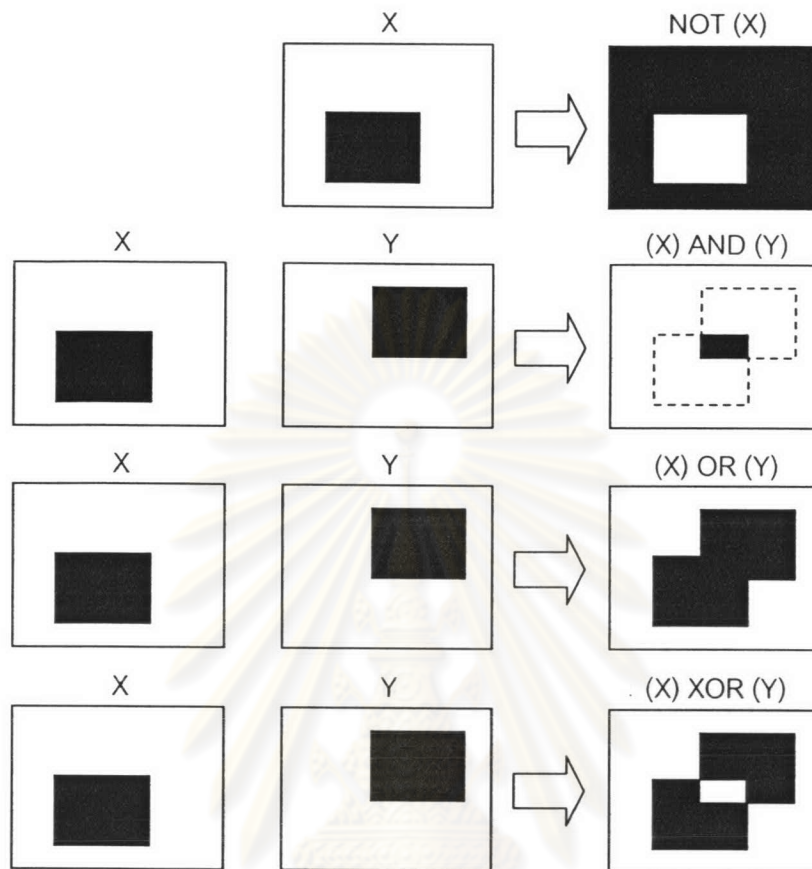 X NOT (X)
X Y (X) AND (Y)
X Y (X) OR (Y)
X Y (X) XOR (Y)